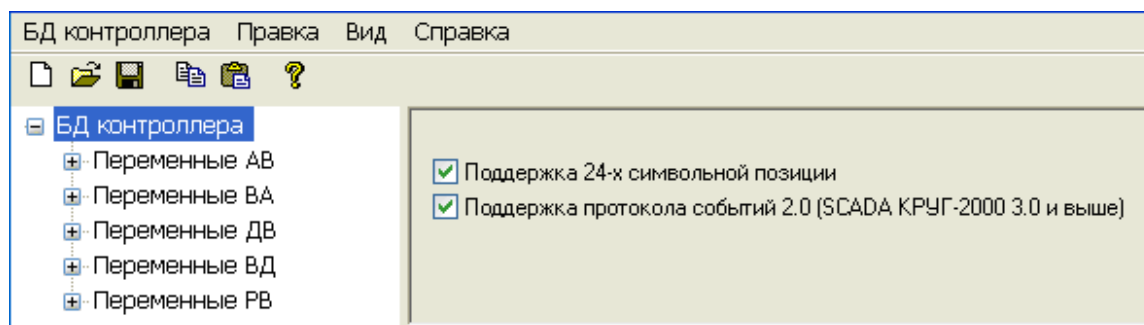 БД контроллера Правка Вид Справка
БД контроллера
Переменные АВ
Переменные ВА
Переменные ДВ
Переменные ВД
Переменные РВ
Поддержка 24-х символьной позиции
Поддержка протокола событий 2.0 (SCADA КРУГ-2000 3.0 и выше)